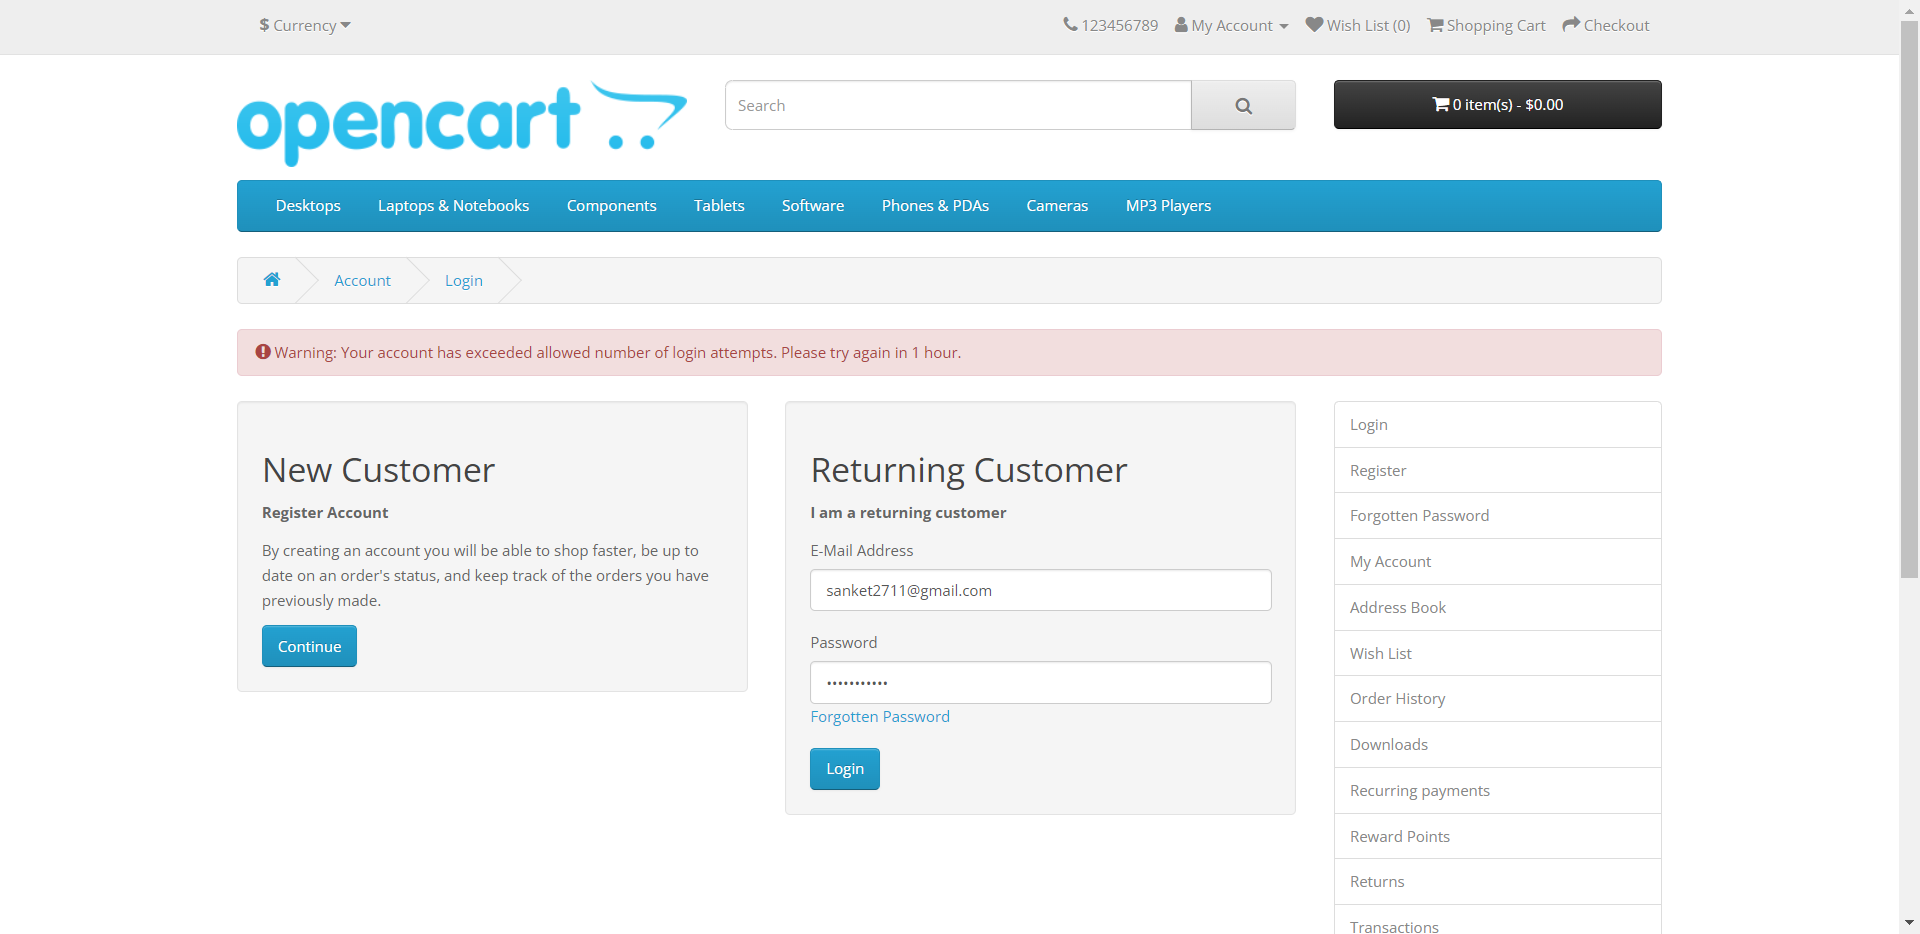 $ Currency
123456789 My Account Wish List (0) Shopping Cart Checkout
opencart
Search
0 item(s) - $0.00
Desktops Laptops & Notebooks Components Tablets Software Phones & PDAs Cameras MP3 Players
Account Login
Warning: Your account has exceeded allowed number of login attempts. Please try again in 1 hour.
New Customer
Register Account
By creating an account you will be able to shop faster, be up to
date on an order's status, and keep track of the orders you have
previously made.
Continue
Returning Customer
I am a returning customer
E-Mail Address
sanket2711@gmail.com
Password
•••••••••••
Forgotten Password
Login
Login
Register
Forgotten Password
My Account
Address Book
Wish List
Order History
Downloads
Recurring payments
Reward Points
Returns
Transactions